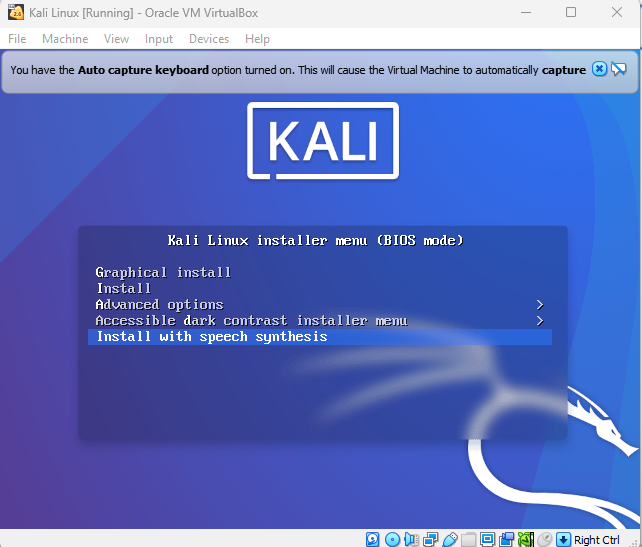 Kali Linux [Running] - Oracle VM VirtualBox
File Machine View Input Devices Help
You have the Auto capture keyboard option turned on. This will cause the Virtual Machine to automatically capture
KALI
Kali Linux installer menu (BIOS mode)
Graphical install
Install
Advanced options >
Accessible dark contrast installer menu >
Install with speech synthesis
Right Ctrl